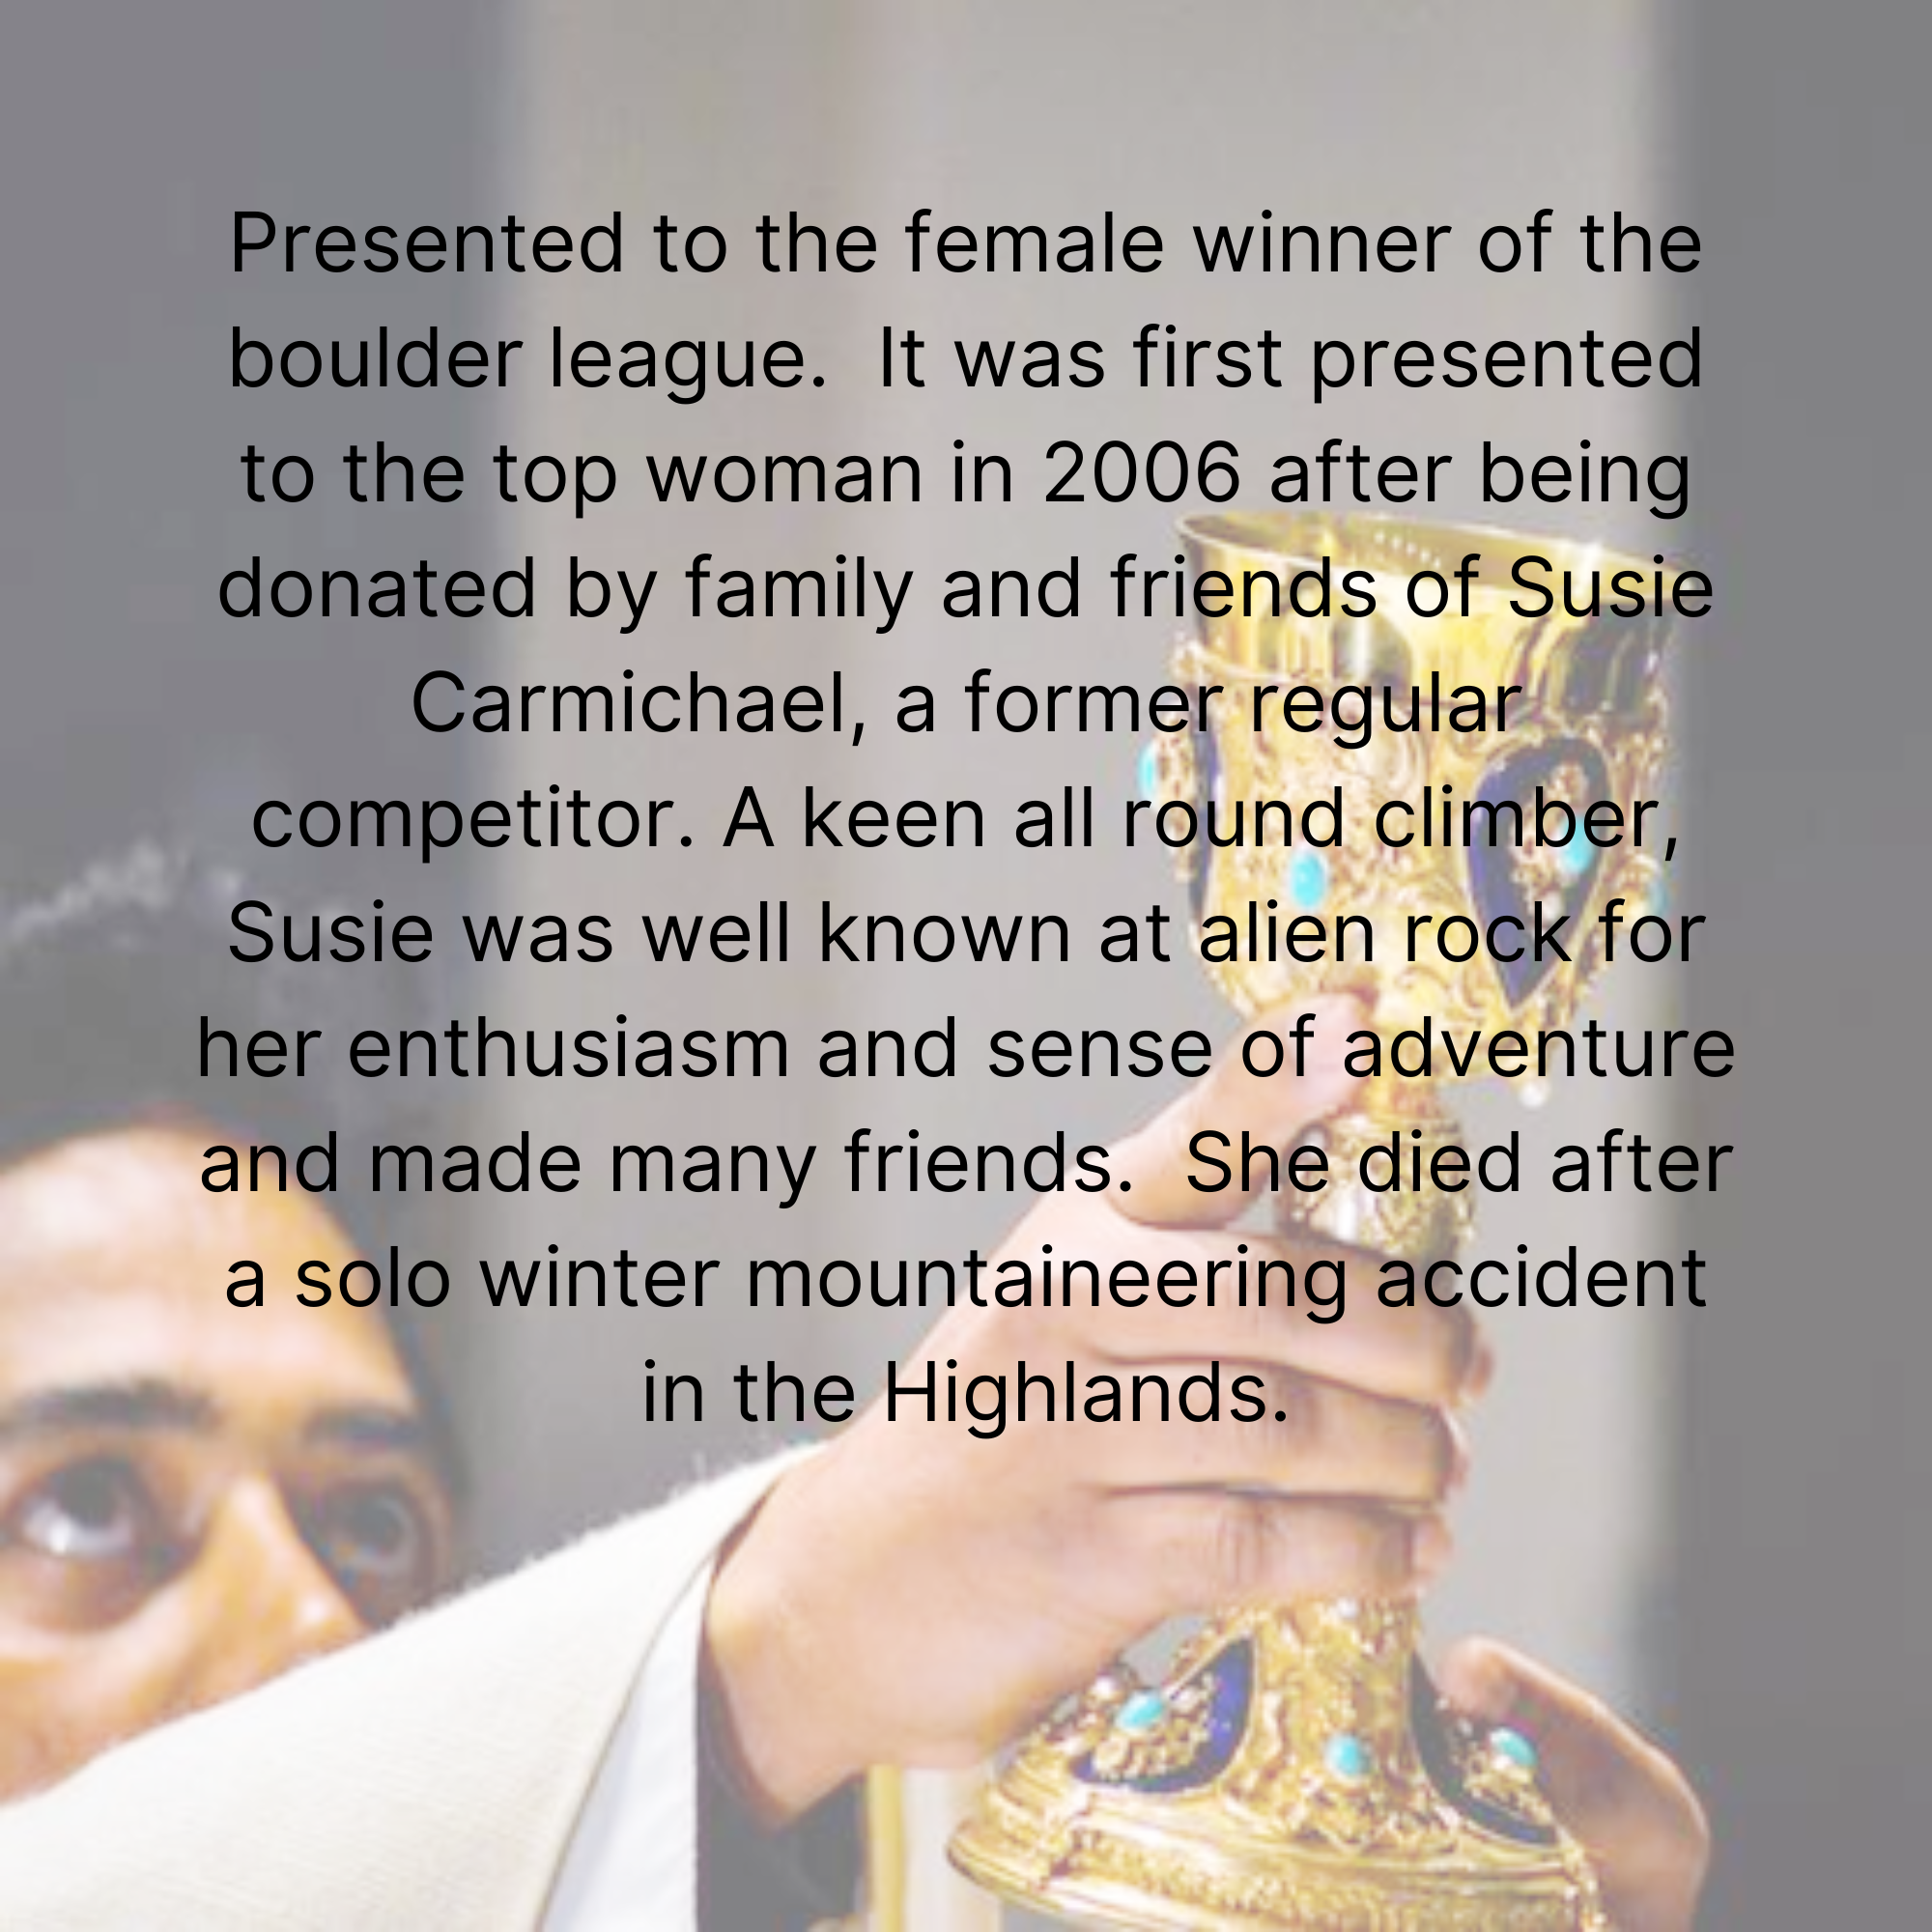 Presented to the female winner of the
boulder league.  It was first presented
to the top woman in 2006 after being
donated by family and friends of Susie
Carmichael, a former regular
competitor. A keen all round climber,
Susie was well known at alien rock for
her enthusiasm and sense of adventure
and made many friends.  She died after
a solo winter mountaineering accident
in the Highlands.